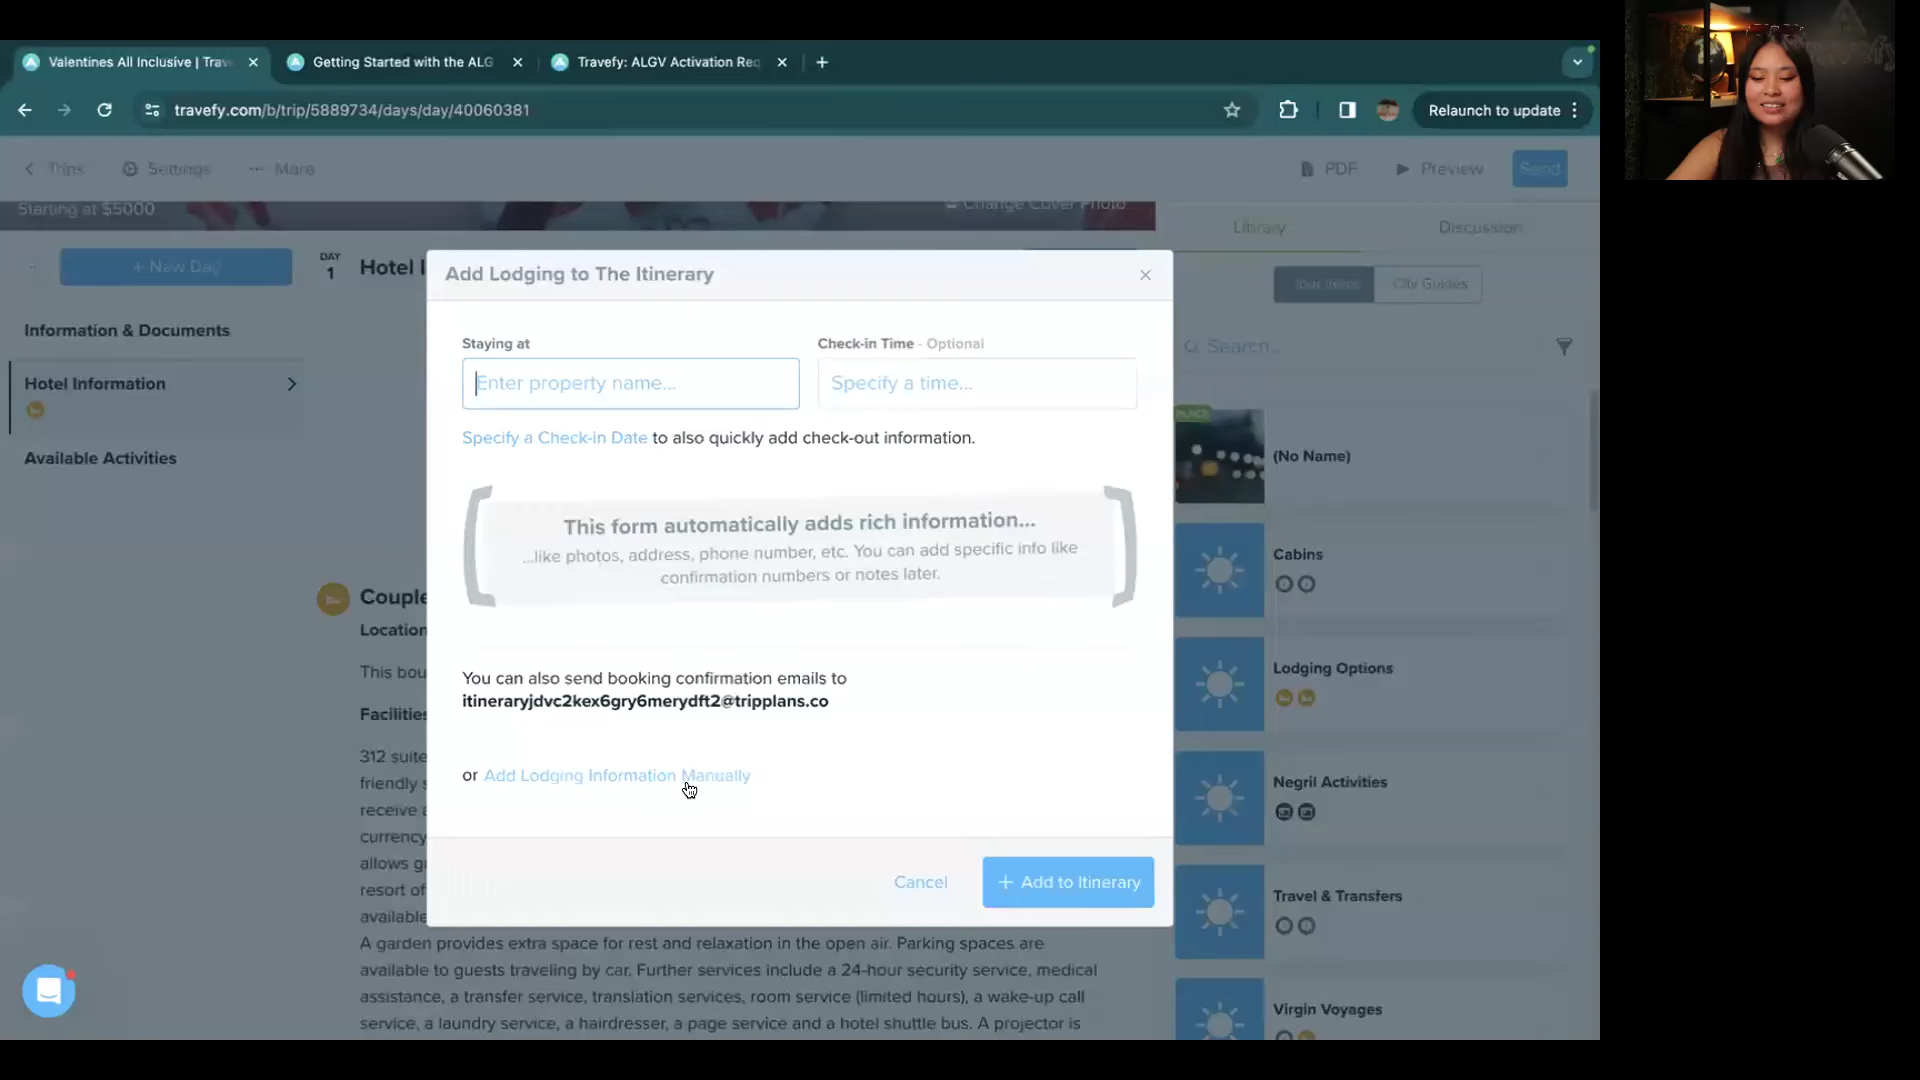 Valentines All Inclusive | Trav
Getting Started with the ALG
Travefy: ALGV Activation Req
travefy.com/b/trip/5889734/days/day/40060381
Relaunch to update
Trips
Settings
More
PDF
Preview
Send
Starting at $5000
Change Cover Photo
Library
Discussion
+ New Day
DAY
1
Hotel I
Add Lodging to The Itinerary
Your Items
City Guides
Information & Documents
Staying at
Check-in Time - Optional
Search...
Hotel Information
Enter property name...
Specify a time...
Specify a Check-in Date to also quickly add check-out information.
Available Activities
PLACE
(No Name)
This form automatically adds rich information...
...like photos, address, phone number, etc. You can add specific info like
confirmation numbers or notes later.
Cabins
Couple
Location
Lodging Options
This bou
You can also send booking confirmation emails to
itineraryjdvc2kex6gry6merydft2@tripplans.co
Facilities
312 suite
friendly s
receive a
currency
allows g
resort of
available
or Add Lodging Information Manually
Negril Activities
Cancel
+ Add to Itinerary
Travel & Transfers
A garden provides extra space for rest and relaxation in the open air. Parking spaces are
available to guests traveling by car. Further services include a 24-hour security service, medical
assistance, a transfer service, translation services, room service (limited hours), a wake-up call
service, a laundry service, a hairdresser, a page service and a hotel shuttle bus. A projector is
Virgin Voyages